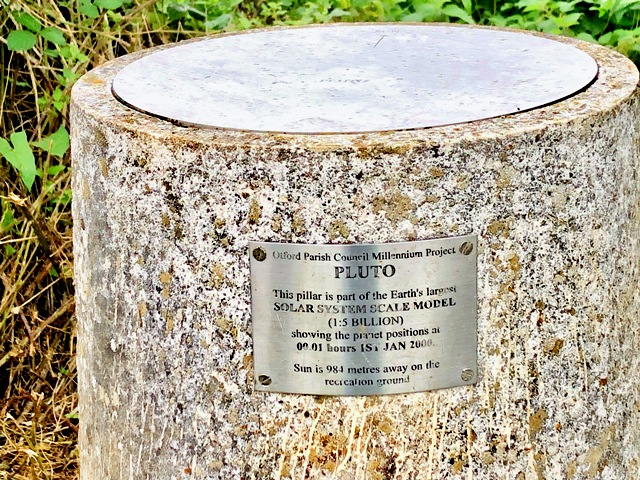 Otford Parish Council Millennium Project
PLUTO
This pillar is part of the Earth's largest
SOLAR SYSTEM SCALE MODEL
(1:5 BILLION)
showing the planet positions at
00.01 hours 1ST JAN 2000.
Sun is 984 metres away on the
recreation ground